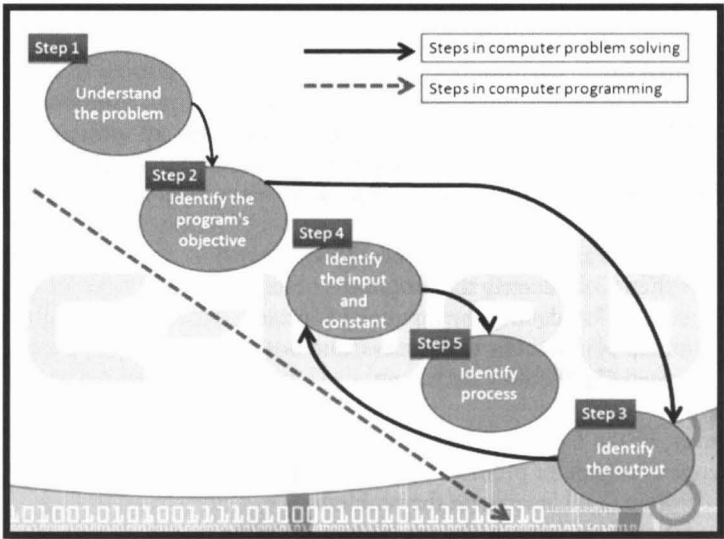 Step 1
Understand
the problem
Steps in computer problem solving
Steps in computer programming
Step 2
Identify the
program's
objective
Step 4
Identify
the input
and
constant
Step 5
Identify
process
Step 3
Identify
the output